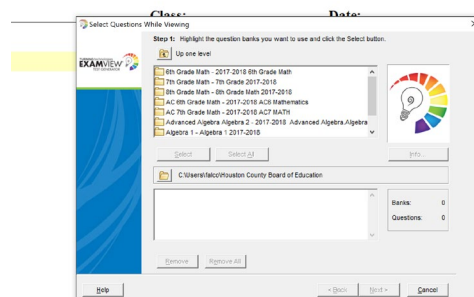 Class:
Date:
Select Questions While Viewing
Step 1: Highlight the question banks you want to use and click the Select button.
Up one level
EXAMVIEW
6th Grade Math - 2017-2018 6th Grade Math
7th Grade Math - 7th Grade 2017-2018
8th Grade Math - 8th Grade Math 2017-2018
AC 6th Grade Math - 2017-2018 AC6 Mathematics
AC 7th Grade Math - 2017-2018 AC7 MATH
Advanced Algebra Algebra 2 - 2017-2018 Advanced Algebra.Algebra
Algebra 1 - Algebra 1 2017-2018
Select
Select All
Info...
C:\Users\falco\Houston County Board of Education
Banks: 0
Questions: 0
Remove
Remove All
Help
< Back
Next >
Cancel